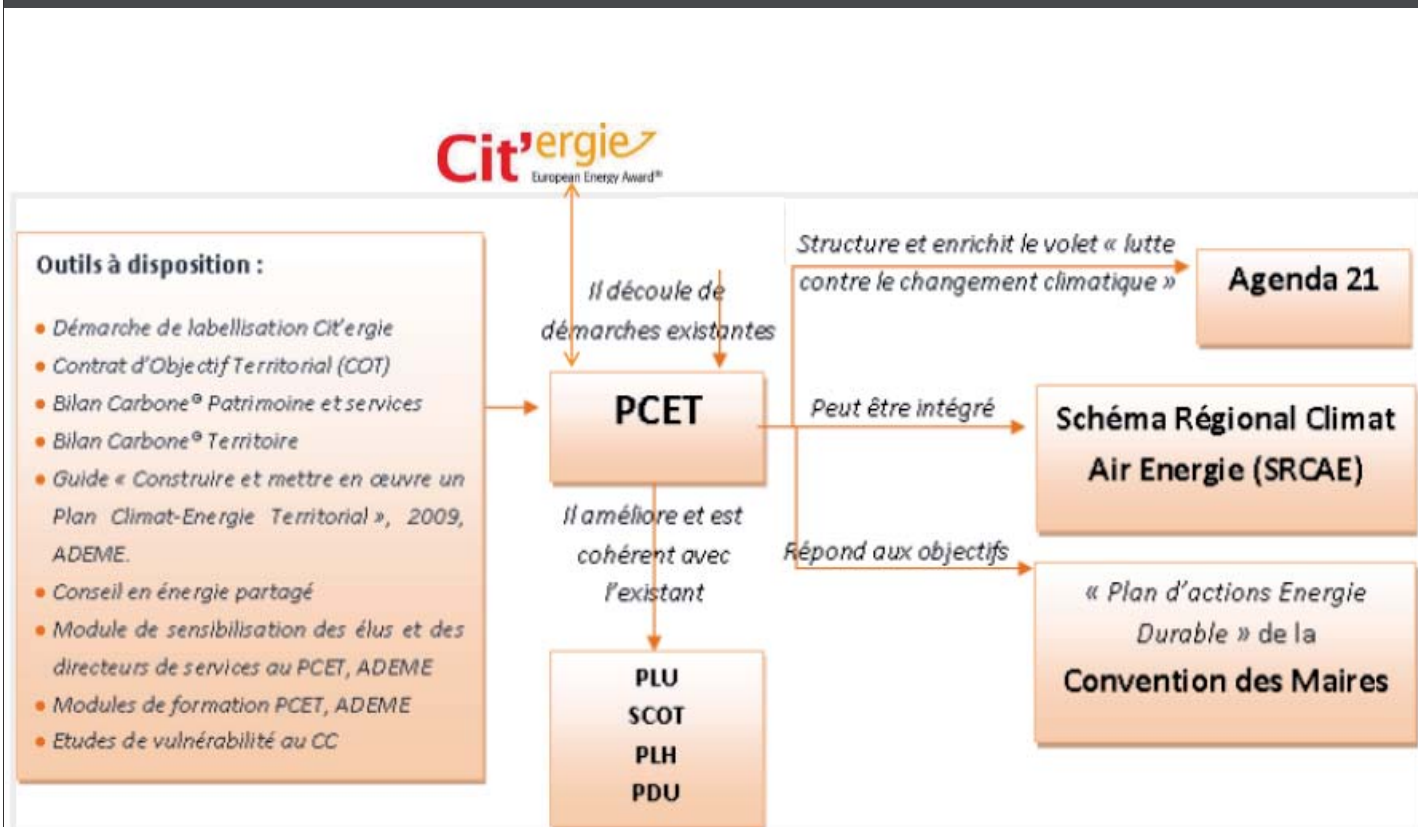 Cit'ergie
European Energy Award®
Outils à disposition :
• Démarche de labellisation Cit'ergie
• Contrat d'Objectif Territorial (COT)
• Bilan Carbone® Patrimoine et services
• Bilan Carbone® Territoire
• Guide « Construire et mettre en œuvre un
Plan Climat-Energie Territorial », 2009,
ADEME.
• Conseil en énergie partagé
• Module de sensibilisation des élus et des
directeurs de services au PCET, ADEME
• Modules de formation PCET, ADEME
• Etudes de vulnérabilité au CC
Il découle de
démarches existantes
PCET
Il améliore et est
cohérent avec
l'existant
PLU
SCOT
PLH
PDU
Structure et enrichit le volet « lutte
contre le changement climatique »
Agenda 21
Peut être intégré
Schéma Régional Climat
Air Energie (SRCAE)
Répond aux objectifs
« Plan d'actions Energie
Durable » de la
Convention des Maires